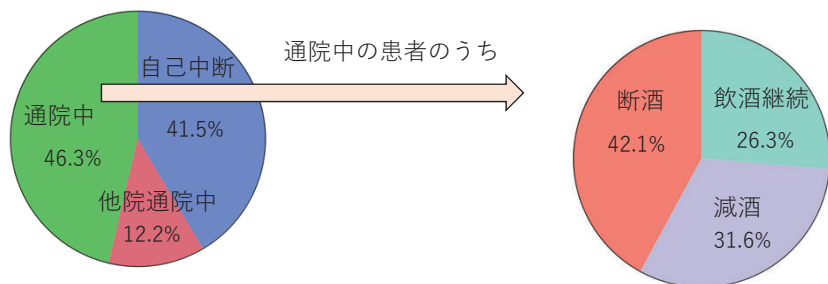 通院中の患者のうち
自己中断
41.5%
通院中
46.3%
他院通院中
12.2%
断酒
42.1%
飲酒継続
26.3%
減酒
31.6%